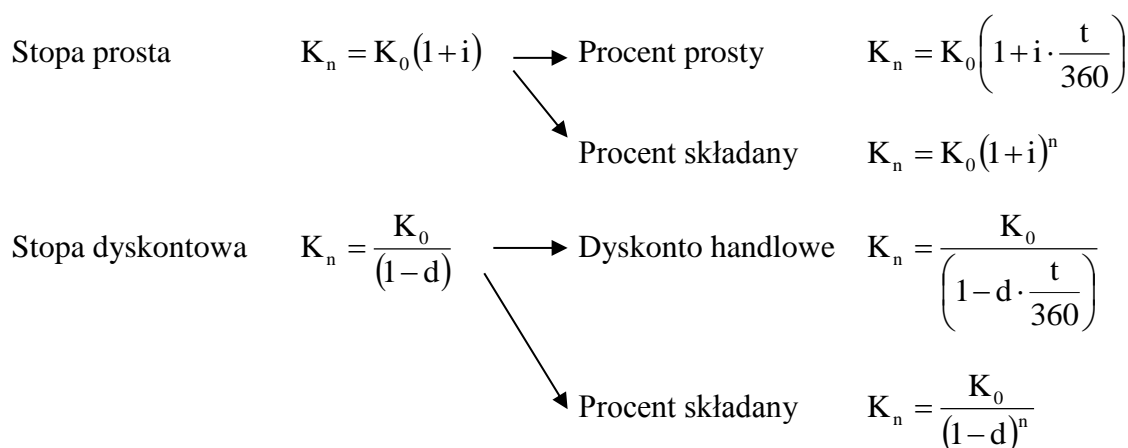 Stopa prosta K_n = K_0(1+i) Procent prosty K_n = K_0(1+i·t/360)
Procent składany K_n = K_0(1+i)^n
Stopa dyskontowa K_n = K_0/(1−d) Dyskonto handlowe K_n = K_0/(1−d·t/360)
Procent składany K_n = K_0/(1−d)^n